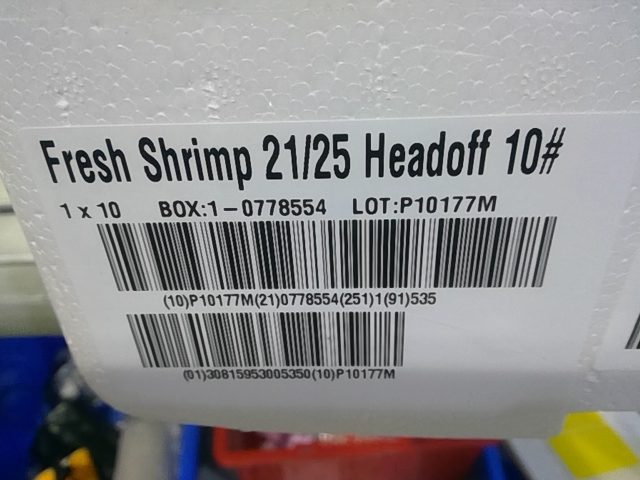 Fresh Shrimp 21/25 Headoff 10#
1 x 10 BOX:1-0778554 LOT:P10177M
(10)P10177M(21)0778554(251)1(91)535
(01)30815953005350(10)P10177M